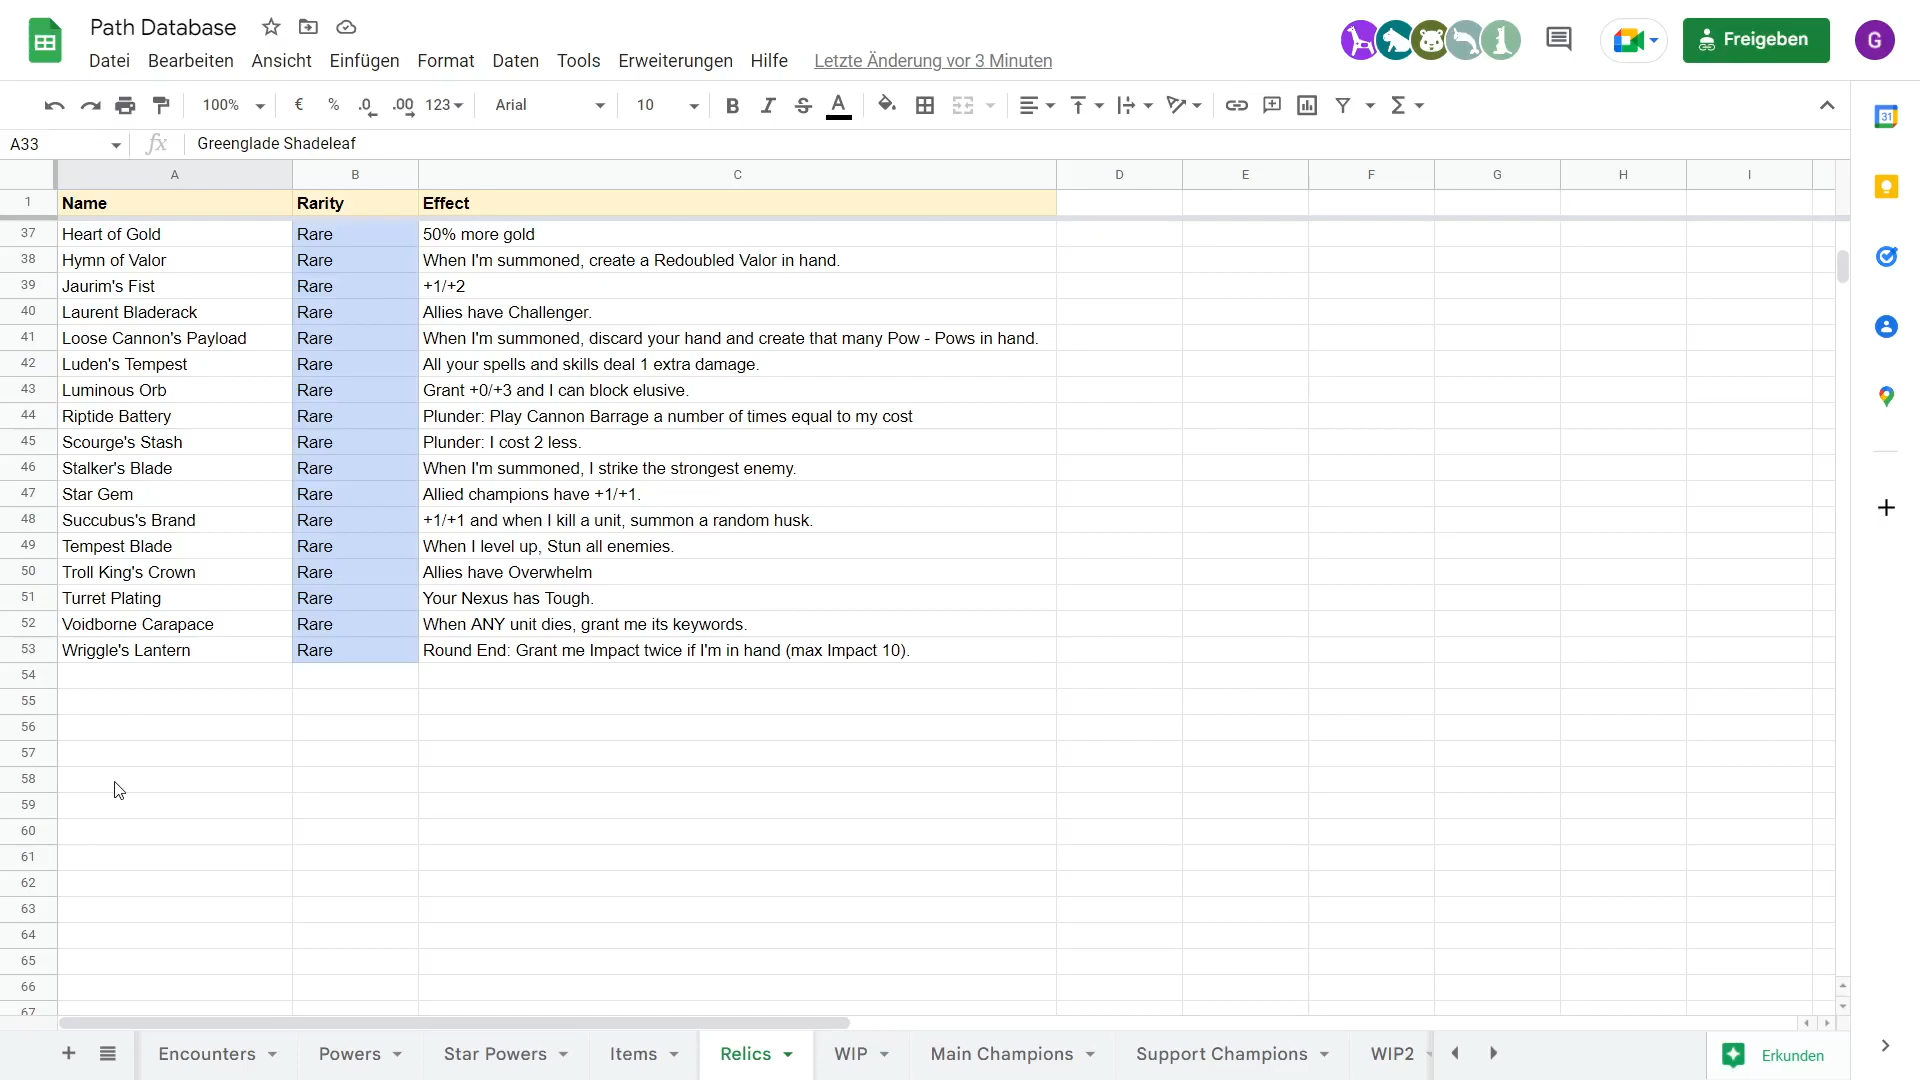 Path Database
Datei Bearbeiten Ansicht Einfügen Format Daten Tools Erweiterungen Hilfe Letzte Änderung vor 3 Minuten
Freigeben
G
100% € % .0 .00 123 Arial 10 B I S A Σ
31
A33 fx Greenglade Shadeleaf
A B C D E F G H I
1 Name Rarity Effect
37 Heart of Gold Rare 50% more gold
38 Hymn of Valor Rare When I'm summoned, create a Redoubled Valor in hand.
39 Jaurim's Fist Rare +1/+2
40 Laurent Bladerack Rare Allies have Challenger.
41 Loose Cannon's Payload Rare When I'm summoned, discard your hand and create that many Pow - Pows in hand.
42 Luden's Tempest Rare All your spells and skills deal 1 extra damage.
43 Luminous Orb Rare Grant +0/+3 and I can block elusive.
44 Riptide Battery Rare Plunder: Play Cannon Barrage a number of times equal to my cost
45 Scourge's Stash Rare Plunder: I cost 2 less.
46 Stalker's Blade Rare When I'm summoned, I strike the strongest enemy.
47 Star Gem Rare Allied champions have +1/+1.
48 Succubus's Brand Rare +1/+1 and when I kill a unit, summon a random husk.
49 Tempest Blade Rare When I level up, Stun all enemies.
50 Troll King's Crown Rare Allies have Overwhelm
51 Turret Plating Rare Your Nexus has Tough.
52 Voidborne Carapace Rare When ANY unit dies, grant me its keywords.
53 Wriggle's Lantern Rare Round End: Grant me Impact twice if I'm in hand (max Impact 10).
54
55
56
57
58
59
60
61
62
63
64
65
66
67
Encounters Powers Star Powers Items Relics WIP Main Champions Support Champions WIP2 Erkunden